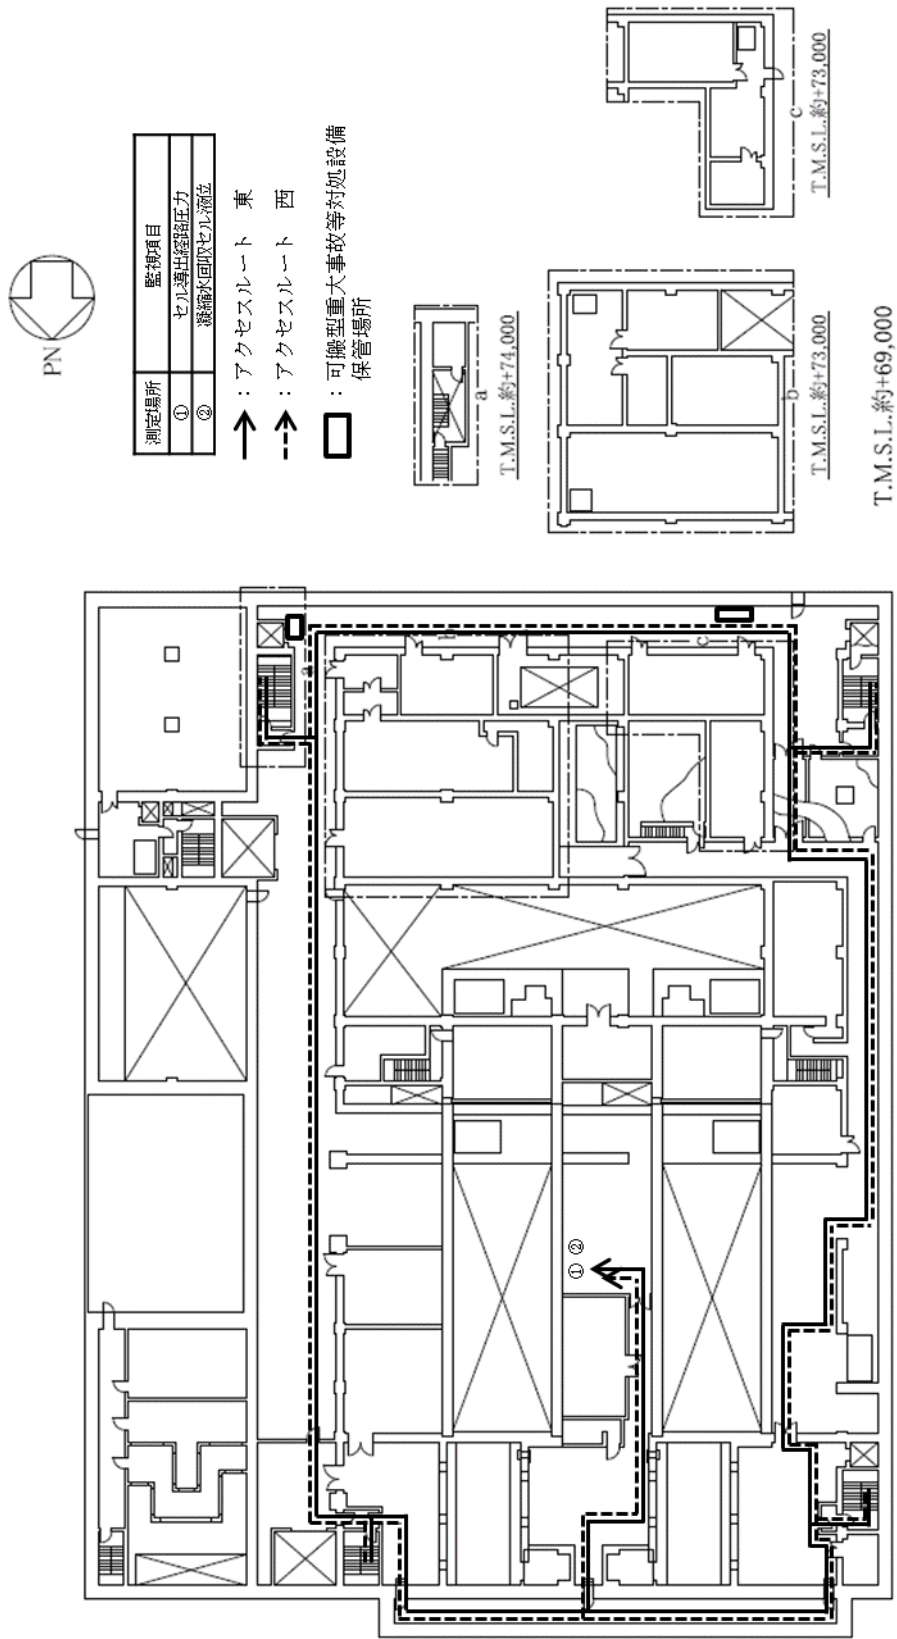 PN
測定場所 監視項目
① セル導出経路圧力
② 凝縮水回収セル液位
：アクセスルート 東
：アクセスルート 西
：可搬型重大事故等対処設備
保管場所
a
T.M.S.L.約+74,000
b
T.M.S.L.約+73,000
c
T.M.S.L.約+73,000
T.M.S.L.約+69,000
a
b
c
① ②